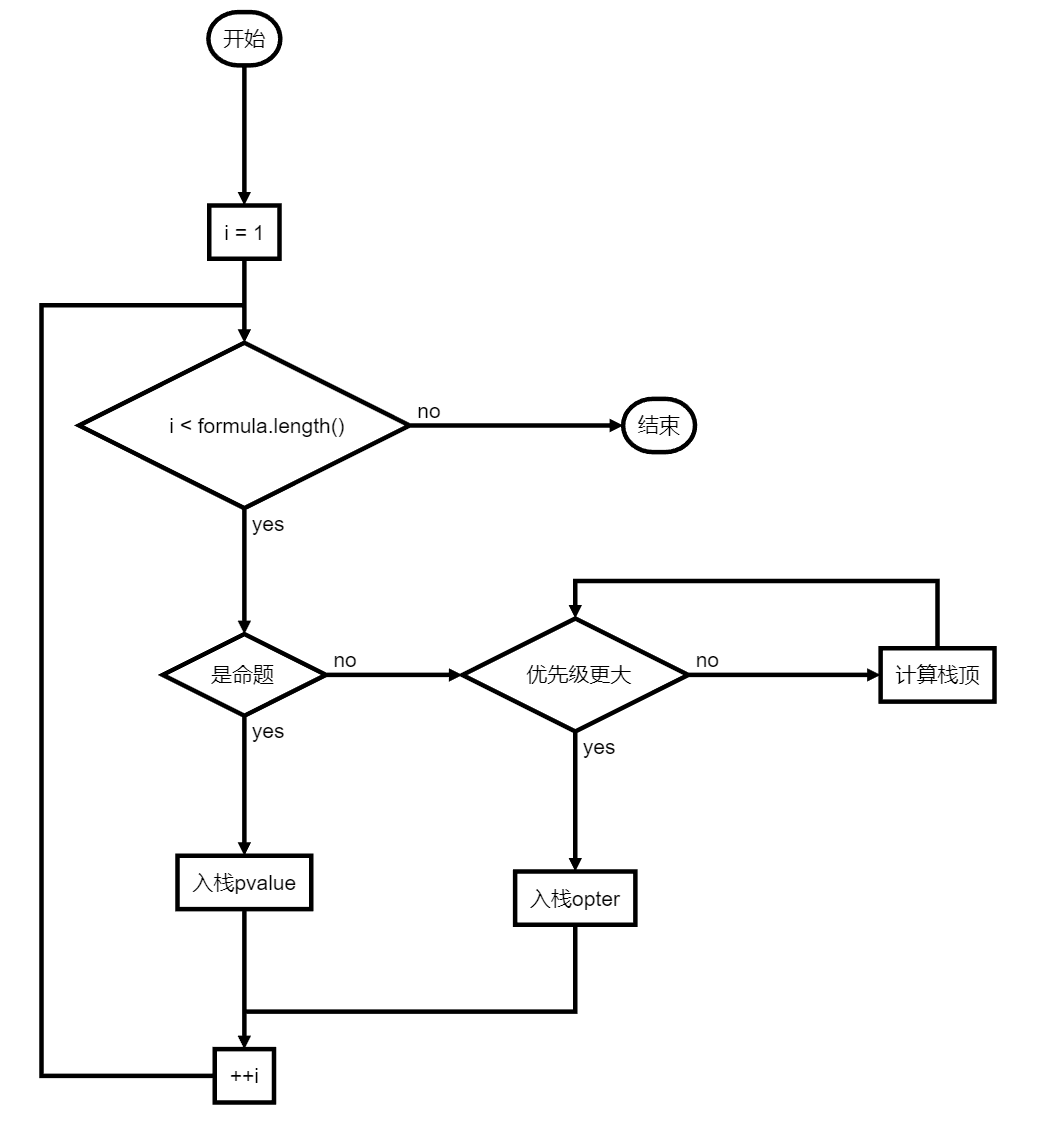 开始
i = 1
i < formula.length()
no
结束
yes
是命题
no
优先级更大
no
计算栈顶
yes
yes
入栈pvalue
入栈opter
++i